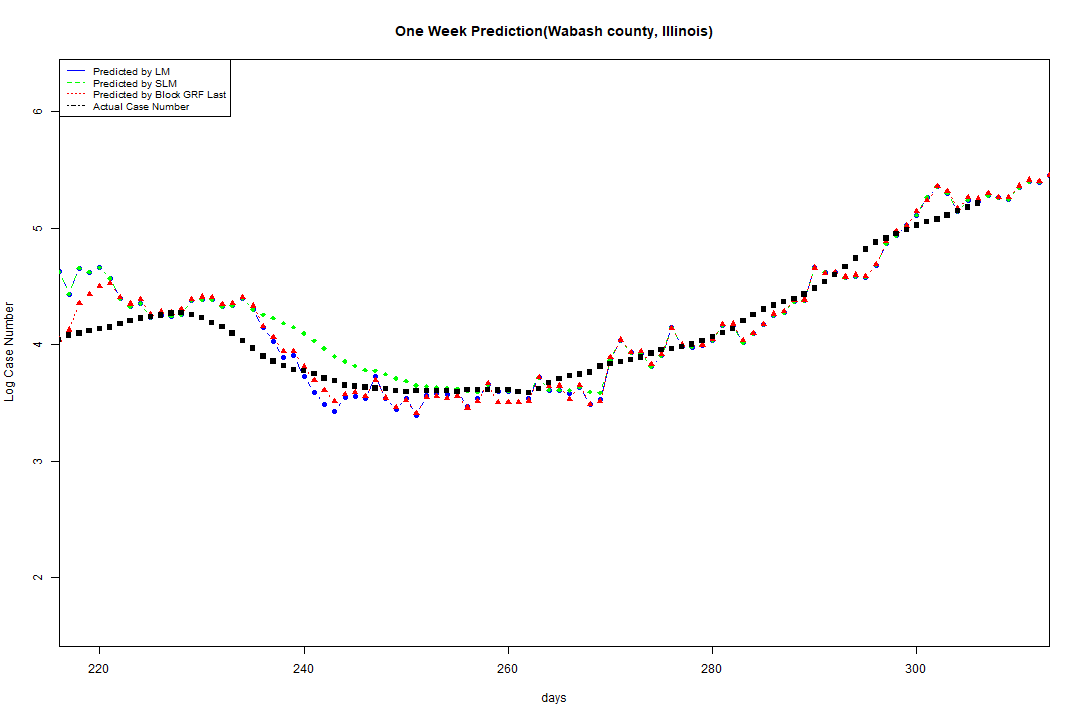 One Week Prediction(Wabash county, Illinois)
Predicted by LM
Predicted by SLM
Predicted by Block GRF Last
Actual Case Number
Log Case Number
6
5
4
3
2
220 240 260 280 300
days